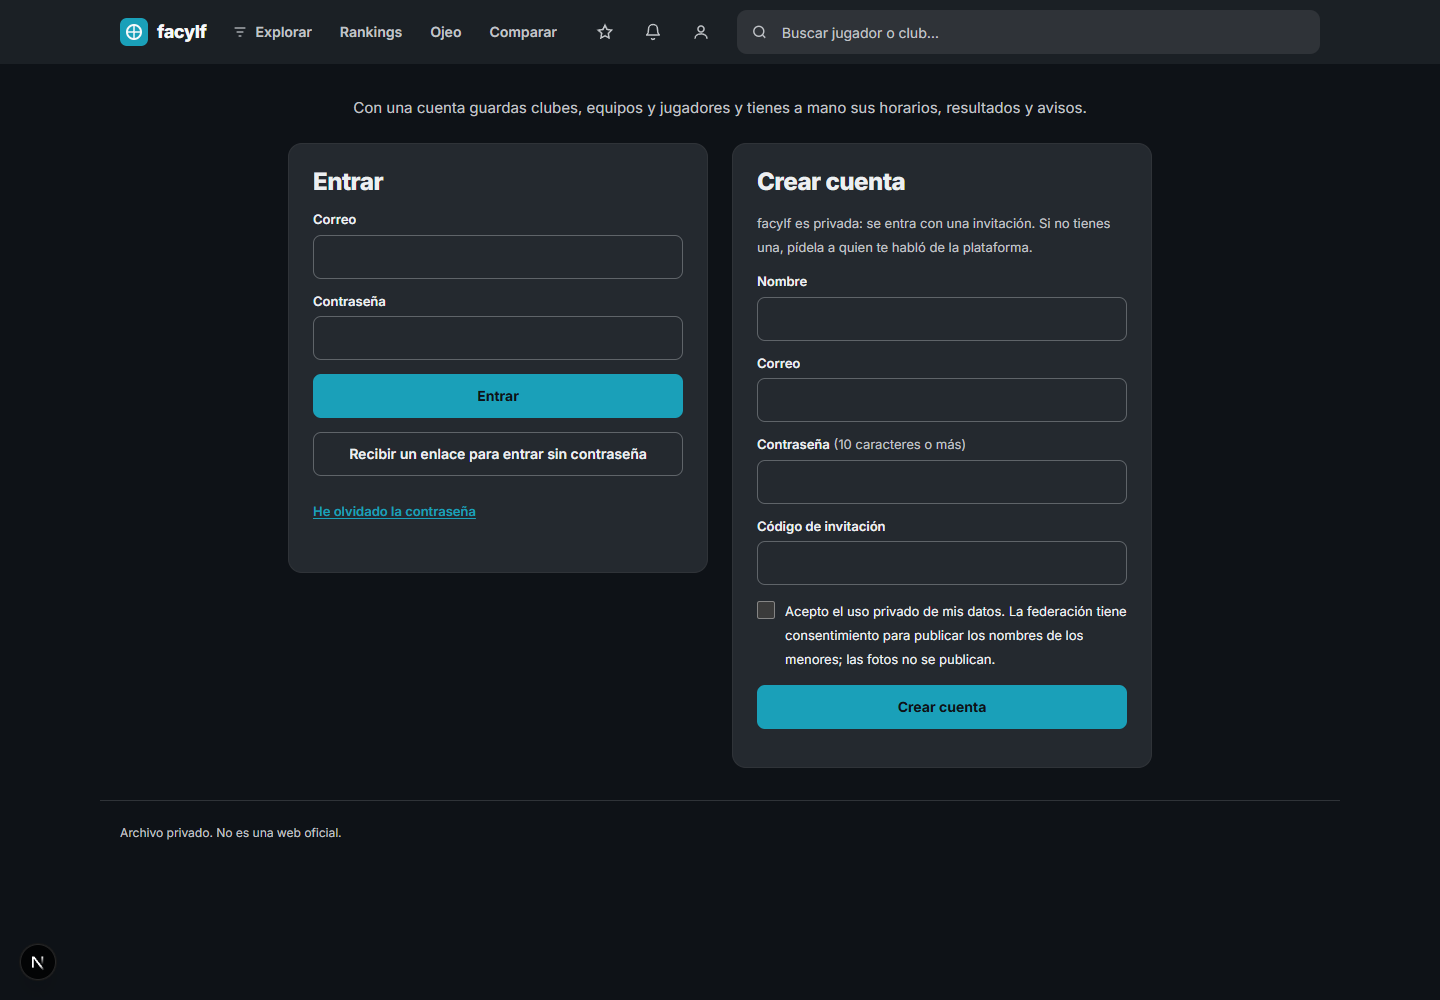 facylf
Explorar
Rankings
Ojeo
Comparar
Buscar jugador o club...
Con una cuenta guardas clubes, equipos y jugadores y tienes a mano sus horarios, resultados y avisos.
Entrar
Correo
Contraseña
Entrar
Recibir un enlace para entrar sin contraseña
He olvidado la contraseña
Crear cuenta
facylf es privada: se entra con una invitación. Si no tienes
una, pídela a quien te habló de la plataforma.
Nombre
Correo
Contraseña (10 caracteres o más)
Código de invitación
Acepto el uso privado de mis datos. La federación tiene
consentimiento para publicar los nombres de los
menores; las fotos no se publican.
Crear cuenta
Archivo privado. No es una web oficial.
N